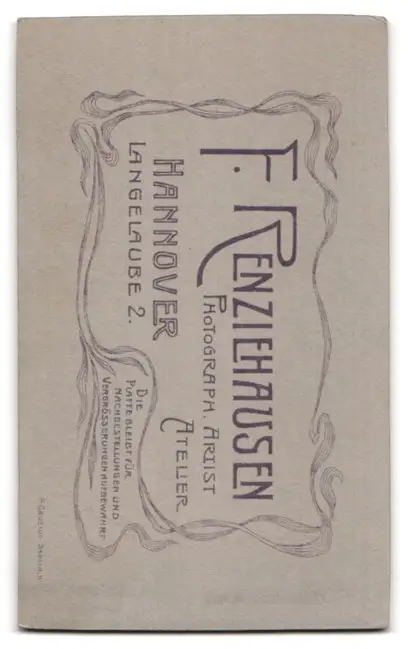 F. RENZIEHAUSEN
PHOTOGRAPH. ARTIST
ATELIER
HANNOVER
LANGELAUBE 2.
DIE
PLATTE BLEIBT FÜR
NACHBESTELLUNGEN UND
VERGRÖSSERUNGEN AUFBEWAHRT